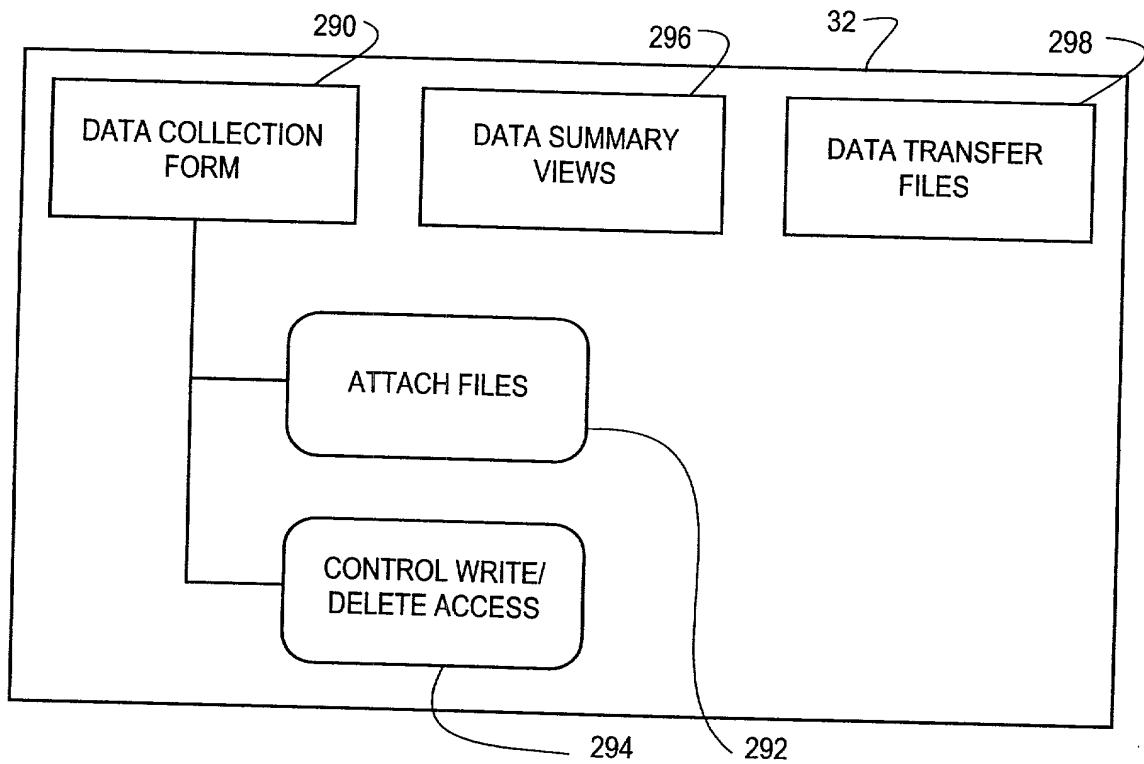 290
296
32
298
DATA COLLECTION
FORM
DATA SUMMARY
VIEWS
DATA TRANSFER
FILES
ATTACH FILES
CONTROL WRITE/
DELETE ACCESS
294
292